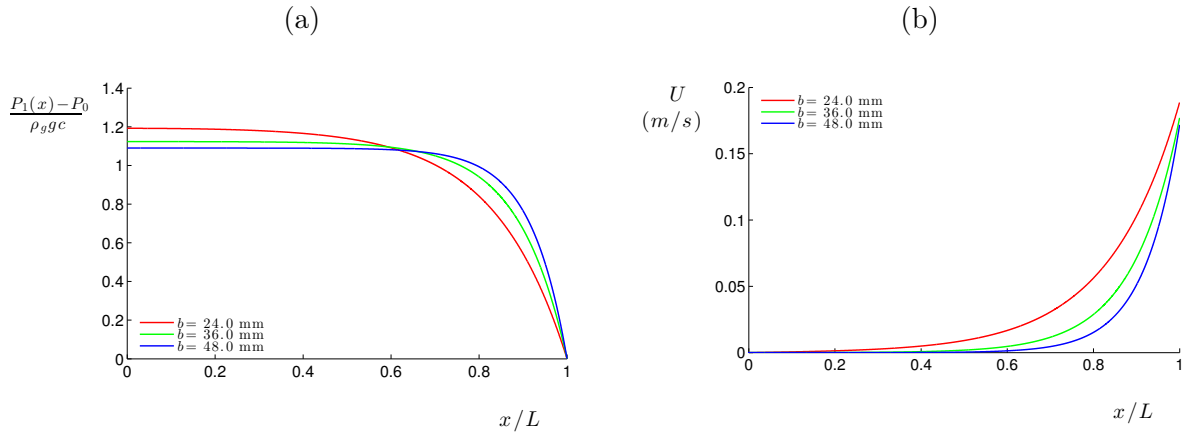 (a)
P₁(x)−P₀
ρ_g g c
1.4
1.2
1
0.8
0.6
0.4
0.2
0
b= 24.0 mm
b= 36.0 mm
b= 48.0 mm
0 0.2 0.4 0.6 0.8 1
x/L
(b)
U
(m/s)
0.2
0.15
0.1
0.05
0
b= 24.0 mm
b= 36.0 mm
b= 48.0 mm
0 0.2 0.4 0.6 0.8 1
x/L